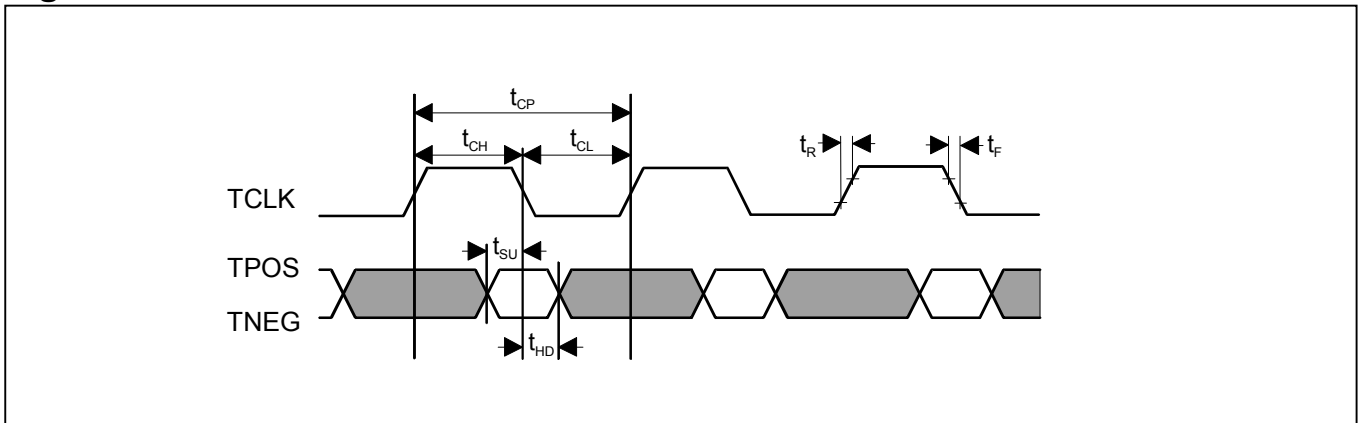 tCP
tCH tCL
tR tF
TCLK
tSU
TPOS
TNEG
tHD